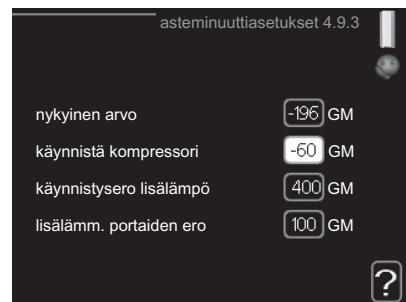 asteminuuttiasetukset 4.9.3
nykyinen arvo -196 GM
käynnistä kompressori -60 GM
käynnistysero lisälämpö 400 GM
lisälämm. portaiden ero 100 GM
?